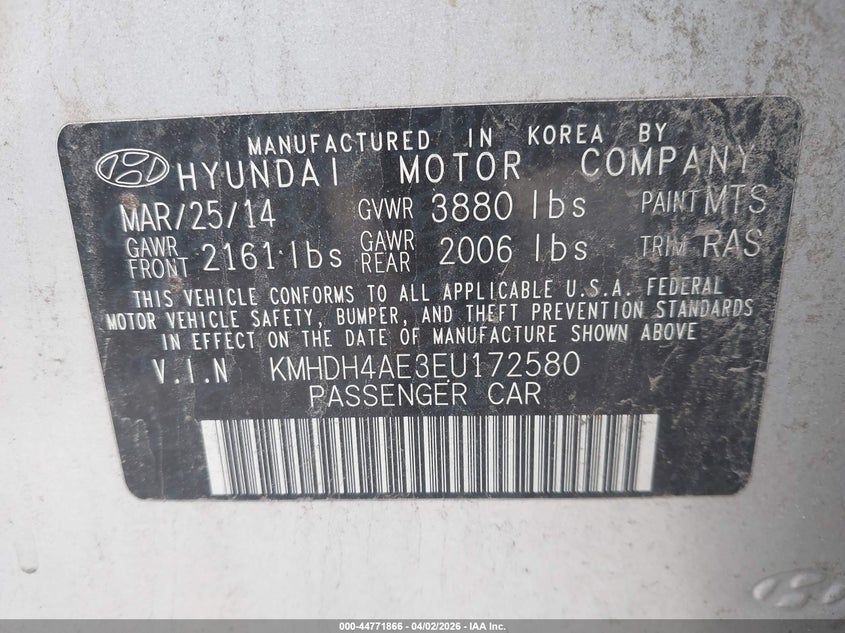 MANUFACTURED IN KOREA BY
HYUNDAI MOTOR COMPANY
MAR/25/14 GVWR 3880 lbs PAINT MTS
GAWR FRONT 2161 lbs GAWR REAR 2006 lbs TRIM RAS
THIS VEHICLE CONFORMS TO ALL APPLICABLE U.S.A. FEDERAL
MOTOR VEHICLE SAFETY, BUMPER, AND THEFT PREVENTION STANDARDS
IN EFFECT ON THE DATE OF MANUFACTURE SHOWN ABOVE
V.I.N KMHDH4AE3EU172580
PASSENGER CAR
000-44771866 - 04/02/2026 - IAA Inc.